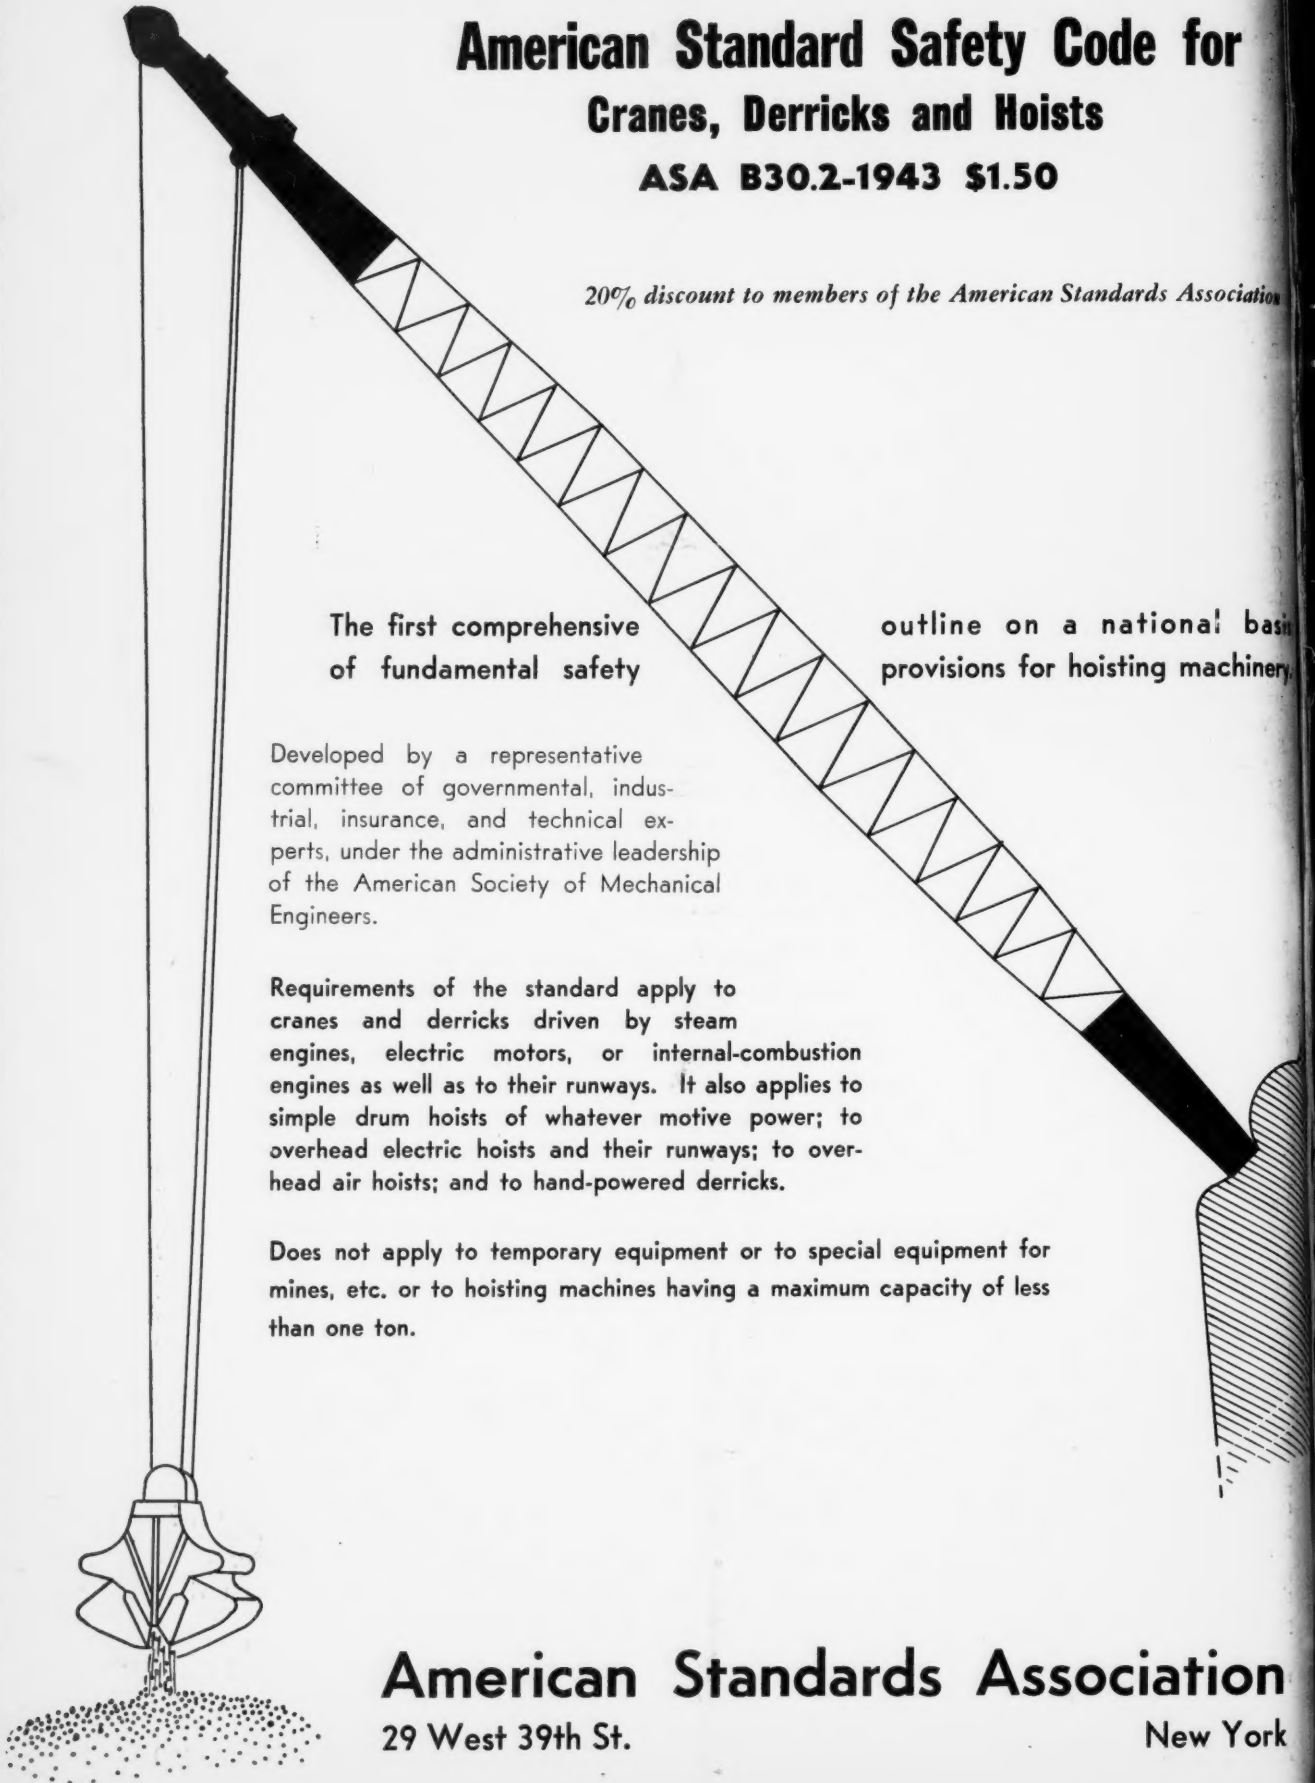 American Standard Safety Code for
Cranes, Derricks and Hoists
ASA B30.2-1943 $1.50
20% discount to members of the American Standards Association
The first comprehensive outline on a national basis
of fundamental safety provisions for hoisting machinery.
Developed by a representative
committee of governmental, indus-
trial, insurance, and technical ex-
perts, under the administrative leadership
of the American Society of Mechanical
Engineers.
Requirements of the standard apply to
cranes and derricks driven by steam
engines, electric motors, or internal-combustion
engines as well as to their runways. It also applies to
simple drum hoists of whatever motive power; to
overhead electric hoists and their runways; to over-
head air hoists; and to hand-powered derricks.
Does not apply to temporary equipment or to special equipment for
mines, etc. or to hoisting machines having a maximum capacity of less
than one ton.
American Standards Association
29 West 39th St. New York